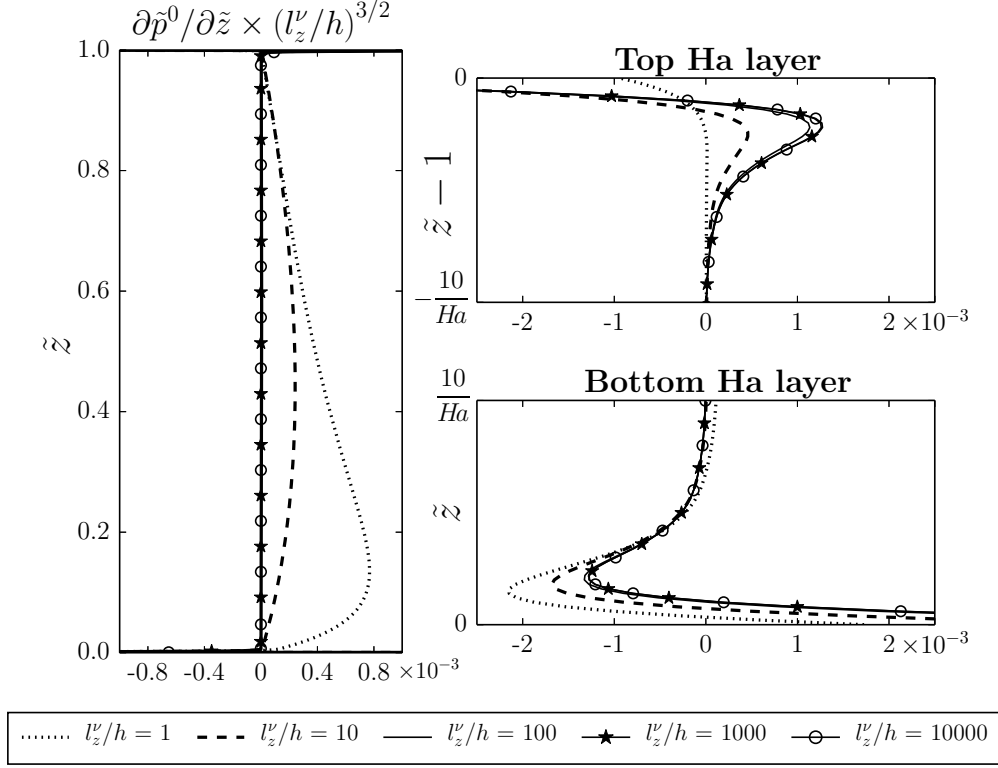 ∂p̃⁰/∂z̃ × (l_z^ν/h)^{3/2}
1.0
0.8
0.6
0.4
0.2
0.0
z̃
-0.8 -0.4 0 0.4 0.8 ×10⁻³
Top Ha layer
0
z̃ − 1
−10/Ha
-2 -1 0 1 2 ×10⁻³
Bottom Ha layer
10/Ha
z̃
0
-2 -1 0 1 2 ×10⁻³
l_z^ν/h = 1 l_z^ν/h = 10 l_z^ν/h = 100 l_z^ν/h = 1000 l_z^ν/h = 10000